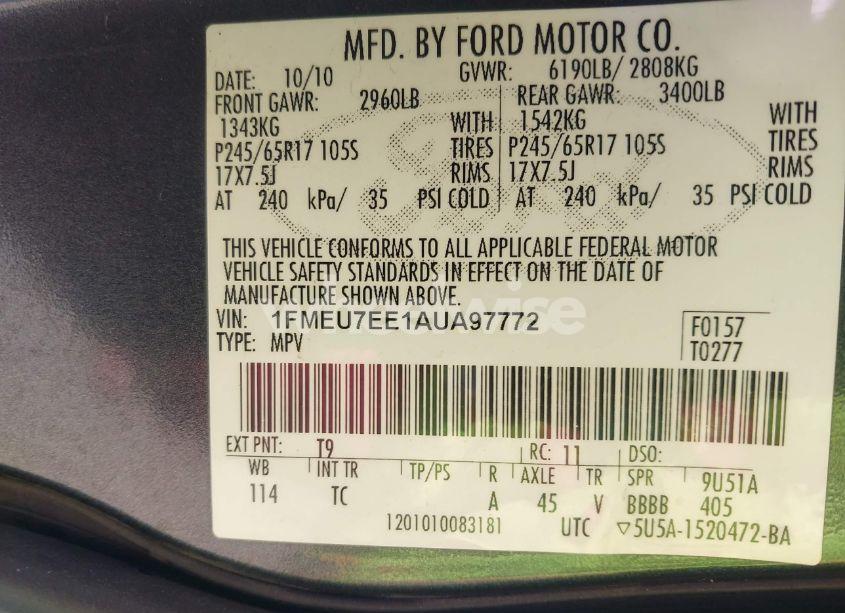 MFD. BY FORD MOTOR CO.
DATE: 10/10 GVWR: 6190LB/ 2808KG
FRONT GAWR: 2960LB REAR GAWR: 3400LB
1343KG WITH 1542KG WITH
P245/65R17 105S TIRES P245/65R17 105S TIRES
17X7.5J RIMS 17X7.5J RIMS
AT 240 kPa/ 35 PSI COLD AT 240 kPa/ 35 PSI COLD
THIS VEHICLE CONFORMS TO ALL APPLICABLE FEDERAL MOTOR
VEHICLE SAFETY STANDARDS IN EFFECT ON THE DATE OF
MANUFACTURE SHOWN ABOVE.
VIN: 1FMEU7EE1AUA97772 F0157
TYPE: MPV T0277
EXT PNT: T9 RC: 11 DSO:
WB INT TR TP/PS R AXLE TR SPR 9U51A
114 TC A 45 V BBBB 405
1201010083181 UTC ▽5U5A-1520472-BA